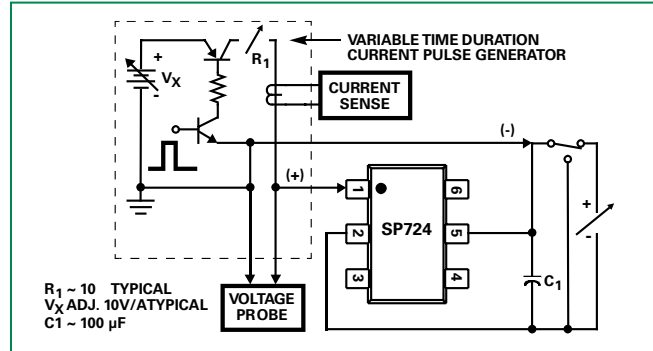 VARIABLE TIME DURATION
CURRENT PULSE GENERATOR
+
R1
VX
-
CURRENT
SENSE
(-)
(+)
+
-
1
2
3
SP724
6
5
4
C1
R1 ~ 10 TYPICAL
VX ADJ. 10V/ATYPICAL
C1 ~ 100 µF
VOLTAGE
PROBE